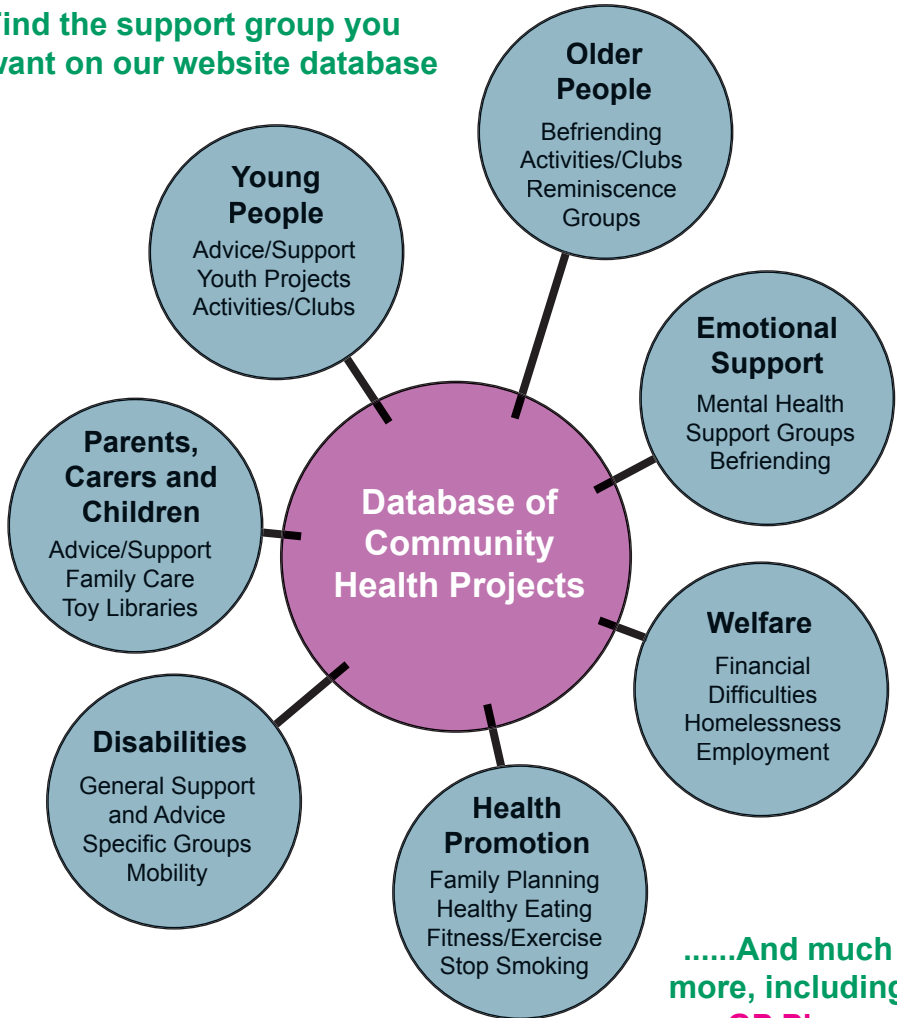 Find the support group you
want on our website database
Older
People
Befriending
Activities/Clubs
Reminiscence
Groups
Young
People
Advice/Support
Youth Projects
Activities/Clubs
Emotional
Support
Mental Health
Support Groups
Befriending
Parents,
Carers and
Children
Advice/Support
Family Care
Toy Libraries
Database of
Community
Health Projects
Welfare
Financial
Difficulties
Homelessness
Employment
Disabilities
General Support
and Advice
Specific Groups
Mobility
Health
Promotion
Family Planning
Healthy Eating
Fitness/Exercise
Stop Smoking
......And much
more, including